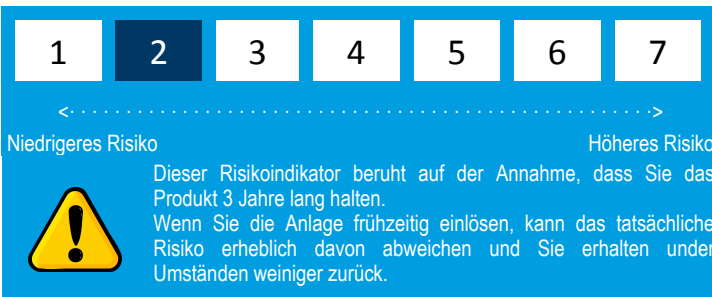 1 2 3 4 5 6 7
<· · · · · · · · · · · · · · · · · · · · · · · · · · · · · · · · · · · · · · · · · · · · · · · · · · · ·>
Niedrigeres Risiko Höheres Risiko
Dieser Risikoindikator beruht auf der Annahme, dass Sie das
Produkt 3 Jahre lang halten.
Wenn Sie die Anlage frühzeitig einlösen, kann das tatsächliche
Risiko erheblich davon abweichen und Sie erhalten under
Umständen weiniger zurück.